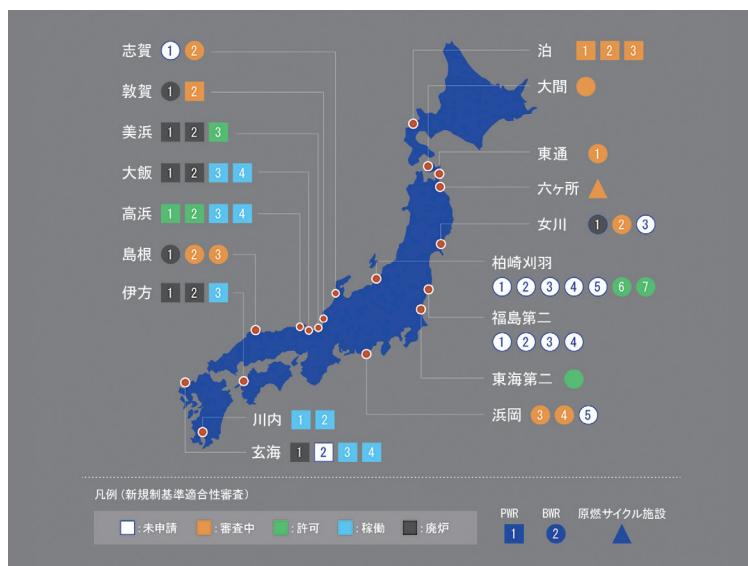 志賀 1 2
敦賀 1 2
美浜 1 2 3
大飯 1 2 3 4
高浜 1 2 3 4
島根 1 2 3
伊方 1 2 3
泊 1 2 3
大間
東通 1
六ヶ所
女川 1 2 3
柏崎刈羽
1 2 3 4 5 6 7
福島第二
1 2 3 4
東海第二
浜岡 3 4 5
川内 1 2
玄海 1 2 3 4
凡例(新規制基準適合性審査)
:未申請 :審査中 :許可 :稼働 :廃炉
PWR BWR 原燃サイクル施設
1 2